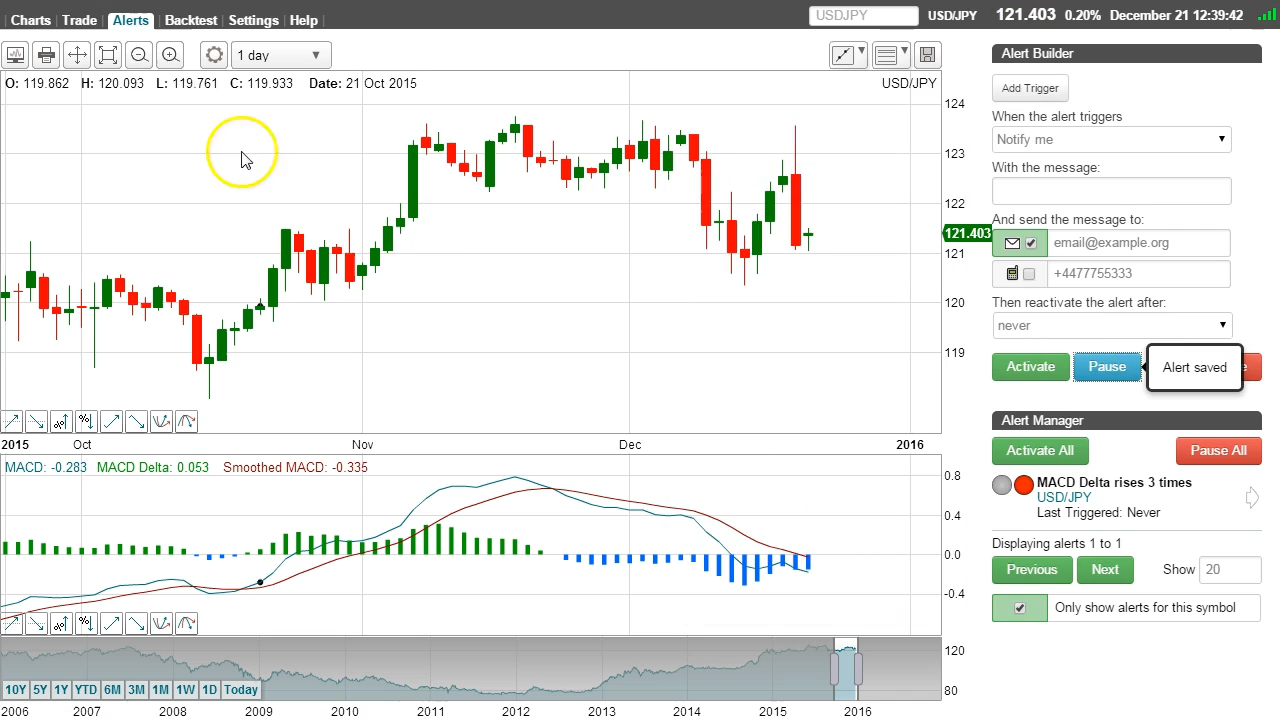 Charts Trade Alerts Backtest Settings Help USDJPY USD/JPY 121.403 0.20% December 21 12:39:42
1 day
O: 119.862 H: 120.093 L: 119.761 C: 119.933 Date: 21 Oct 2015 USD/JPY
124
123
122
121.403
121
120
119
2015 Oct Nov Dec 2016
MACD: -0.283 MACD Delta: 0.053 Smoothed MACD: -0.335
0.8
0.4
0.0
-0.4
120
80
10Y 5Y 1Y YTD 6M 3M 1M 1W 1D Today
2006 2007 2008 2009 2010 2011 2012 2013 2014 2015 2016
Alert Builder
Add Trigger
When the alert triggers
Notify me
With the message:
And send the message to:
email@example.org
+4477755333
Then reactivate the alert after:
never
Activate Pause Alert saved e
Alert Manager
Activate All Pause All
MACD Delta rises 3 times
USD/JPY
Last Triggered: Never
Displaying alerts 1 to 1
Previous Next Show 20
Only show alerts for this symbol